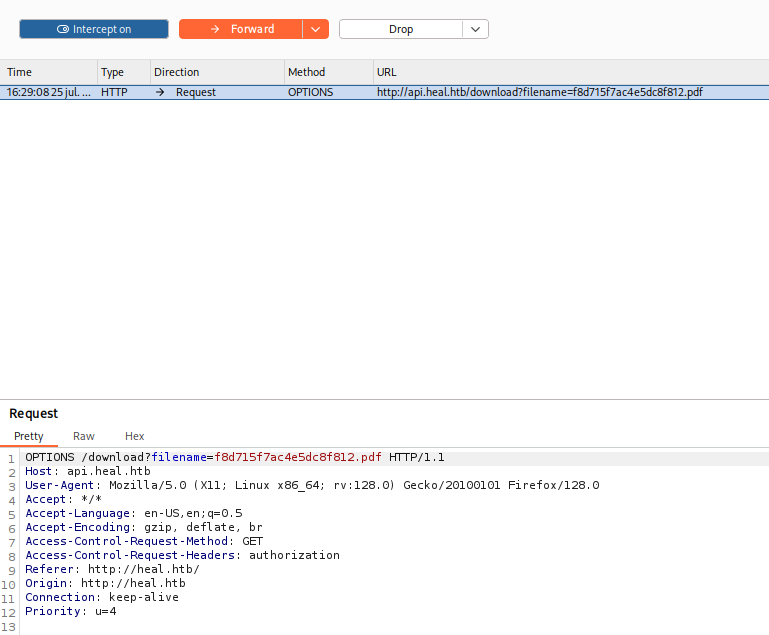 Intercept on Forward Drop
Time Type Direction Method URL
16:29:08 25 jul. ... HTTP → Request OPTIONS http://api.heal.htb/download?filename=f8d715f7ac4e5dc8f812.pdf
Request
Pretty Raw Hex
1 OPTIONS /download?filename=f8d715f7ac4e5dc8f812.pdf HTTP/1.1
2 Host: api.heal.htb
3 User-Agent: Mozilla/5.0 (X11; Linux x86_64; rv:128.0) Gecko/20100101 Firefox/128.0
4 Accept: */*
5 Accept-Language: en-US,en;q=0.5
6 Accept-Encoding: gzip, deflate, br
7 Access-Control-Request-Method: GET
8 Access-Control-Request-Headers: authorization
9 Referer: http://heal.htb/
10 Origin: http://heal.htb
11 Connection: keep-alive
12 Priority: u=4
13